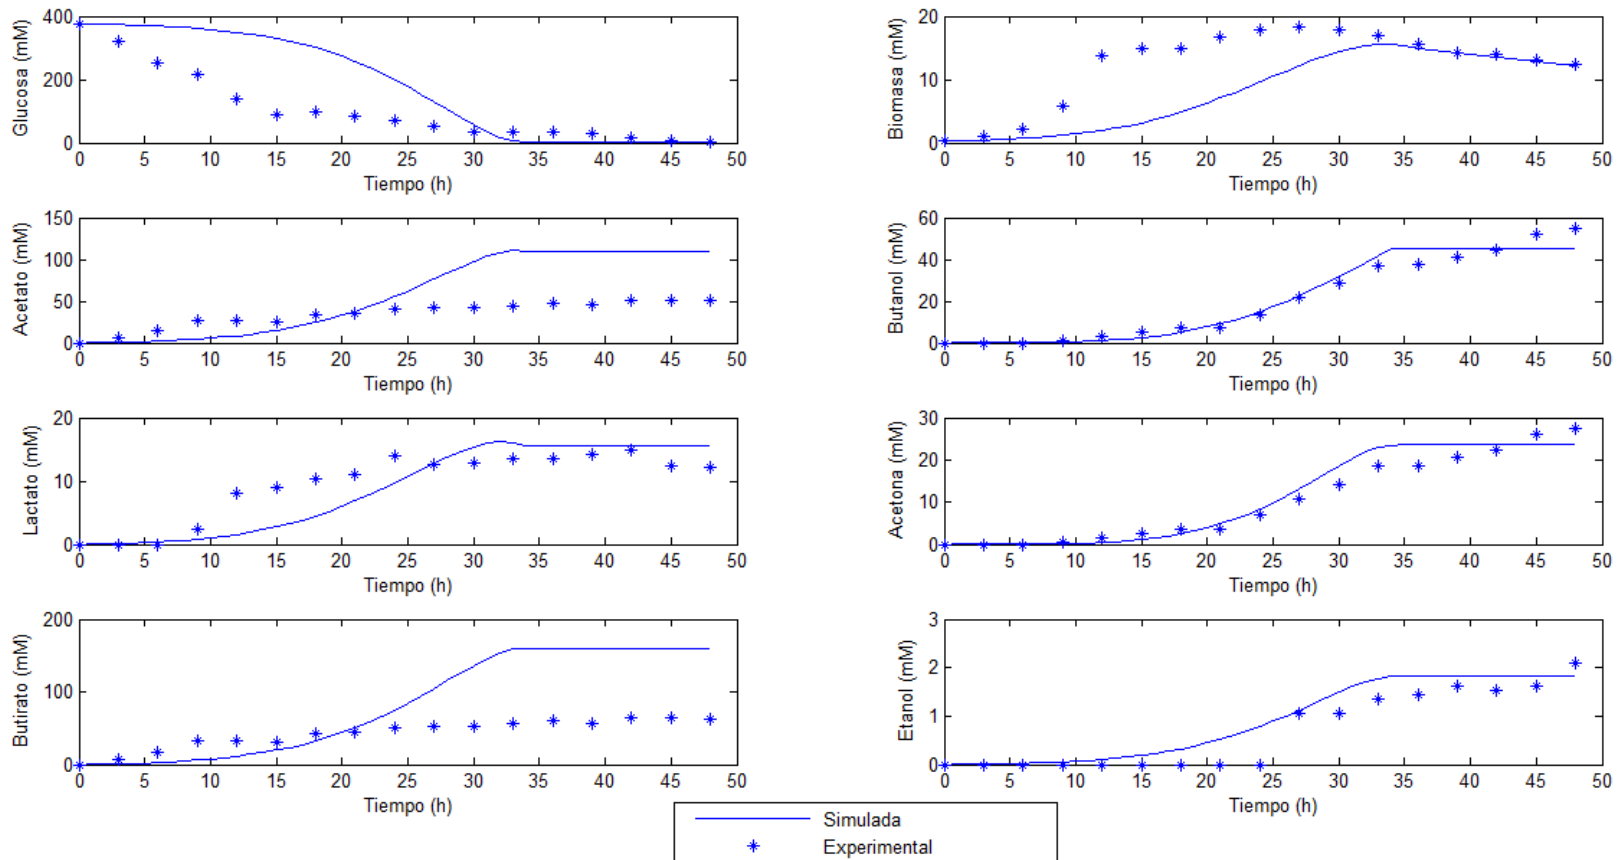 Glucosa (mM)
400
200
0
0 5 10 15 20 25 30 35 40 45 50
Tiempo (h)
Biomasa (mM)
20
10
0
0 5 10 15 20 25 30 35 40 45 50
Tiempo (h)
Acetato (mM)
150
100
50
0
0 5 10 15 20 25 30 35 40 45 50
Tiempo (h)
Butanol (mM)
60
40
20
0
0 5 10 15 20 25 30 35 40 45 50
Tiempo (h)
Lactato (mM)
20
10
0
0 5 10 15 20 25 30 35 40 45 50
Tiempo (h)
Acetona (mM)
30
20
10
0
0 5 10 15 20 25 30 35 40 45 50
Tiempo (h)
Butirato (mM)
200
100
0
0 5 10 15 20 25 30 35 40 45 50
Tiempo (h)
Etanol (mM)
3
2
1
0
0 5 10 15 20 25 30 35 40 45 50
Tiempo (h)
Simulada
Experimental